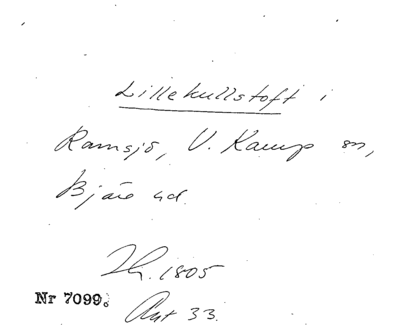 Lillekullstoft i
Ramsjö, V. Karup sn,
Bjäre hd.
1805
Nr 7099.
Akt 33.